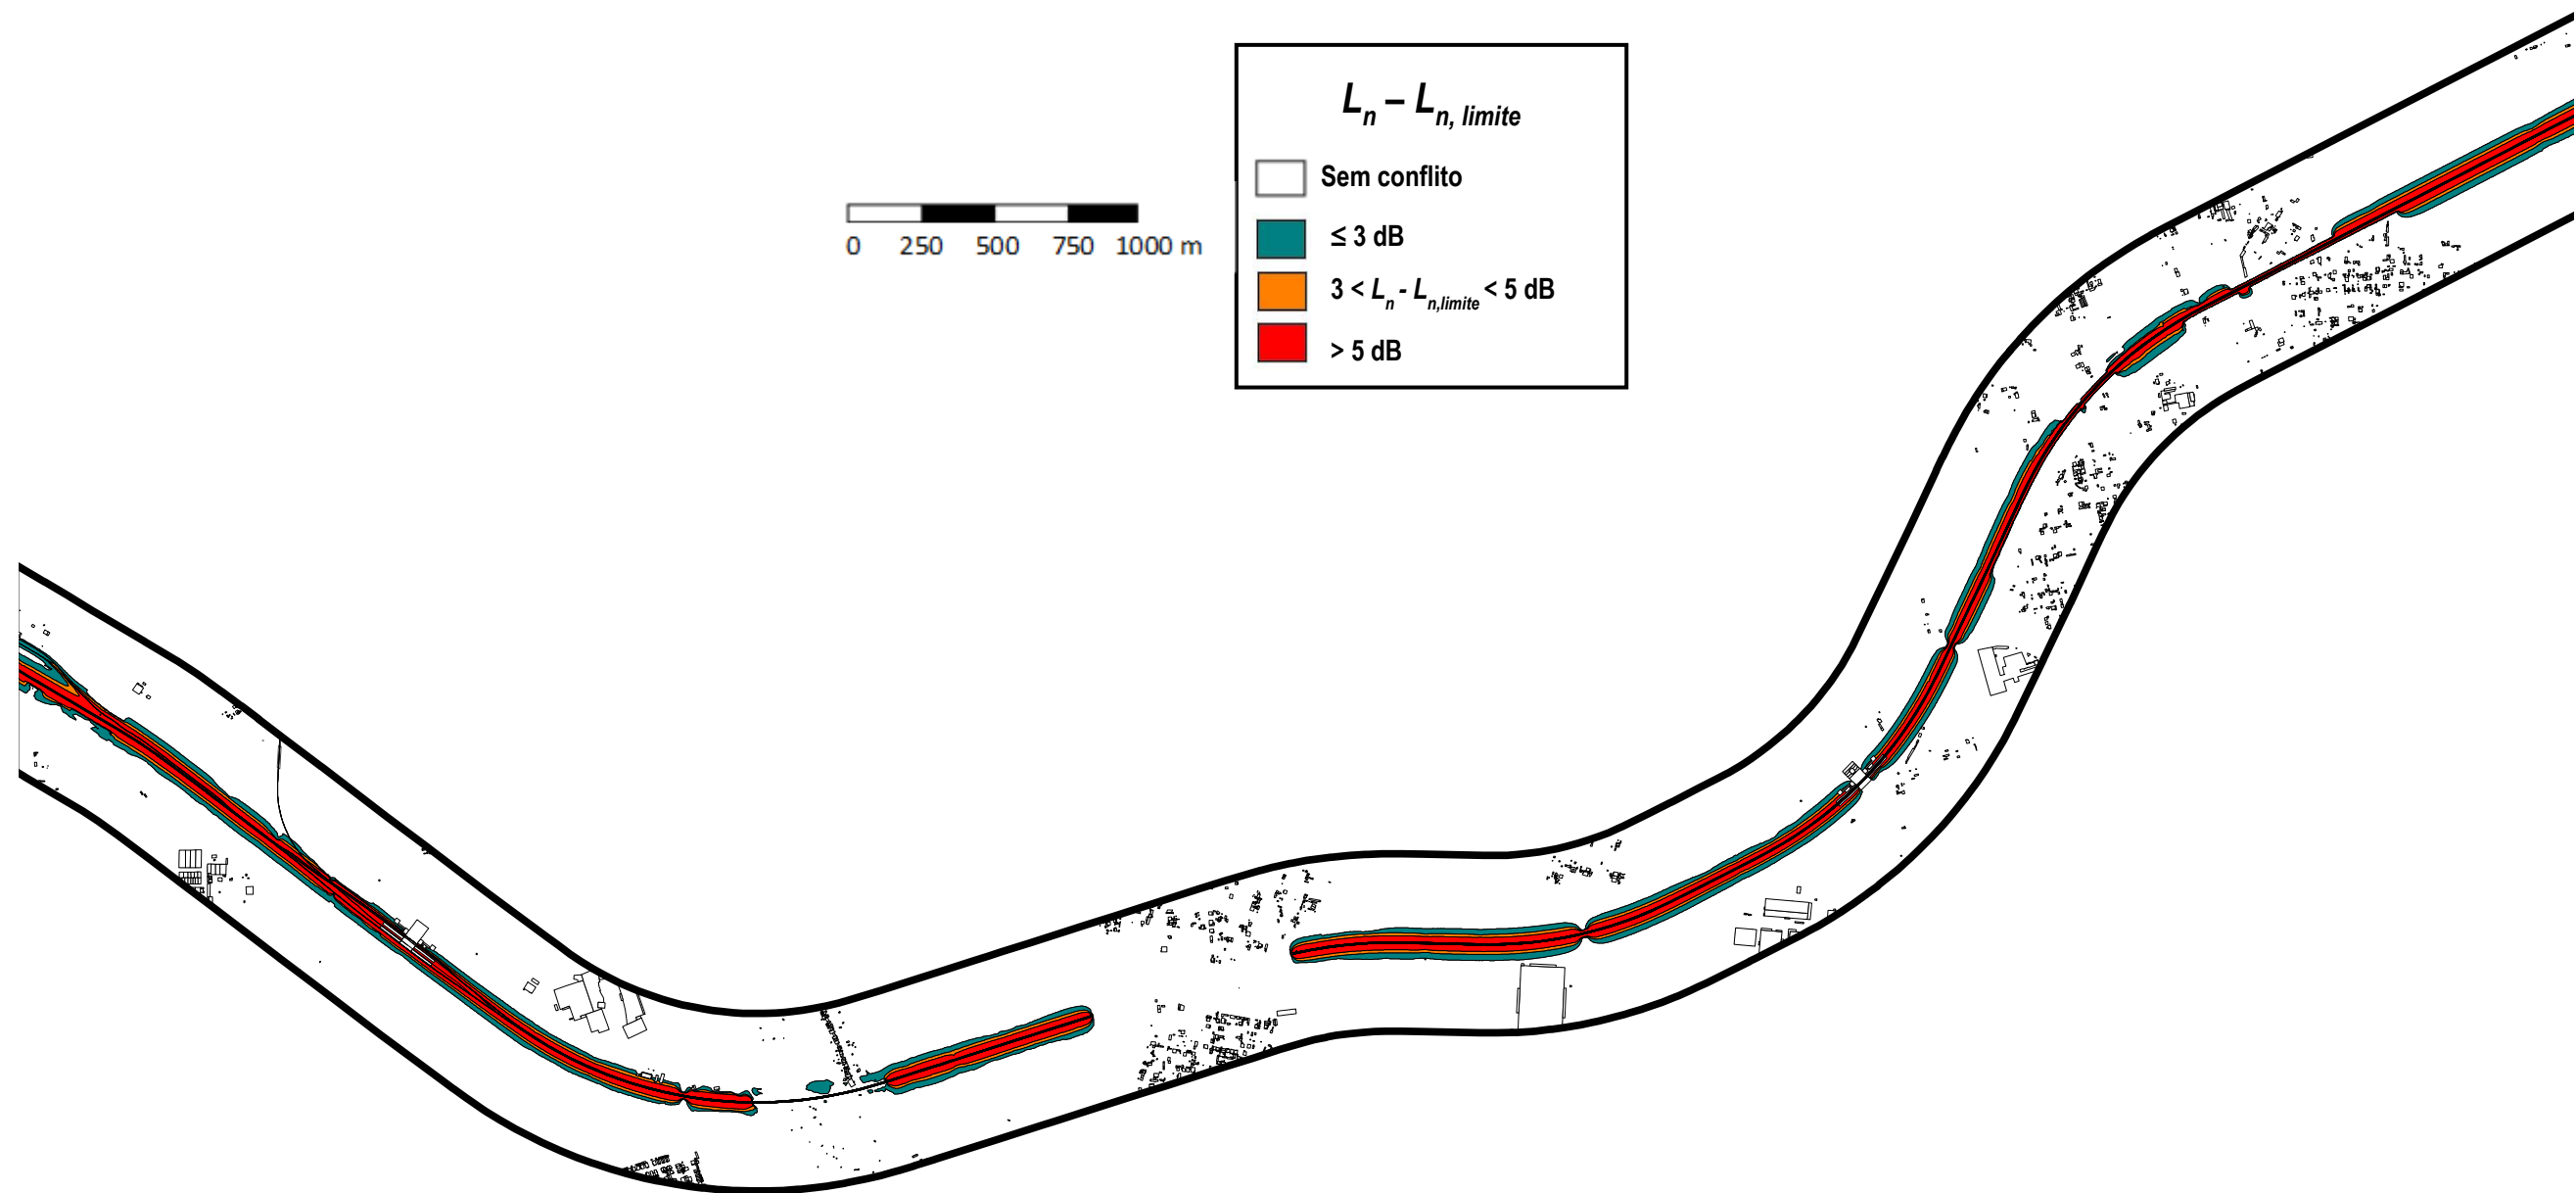 Ln – Ln, limite
Sem conflito
≤ 3 dB
3 < Ln - Ln,limite < 5 dB
> 5 dB
0 250 500 750 1000 m